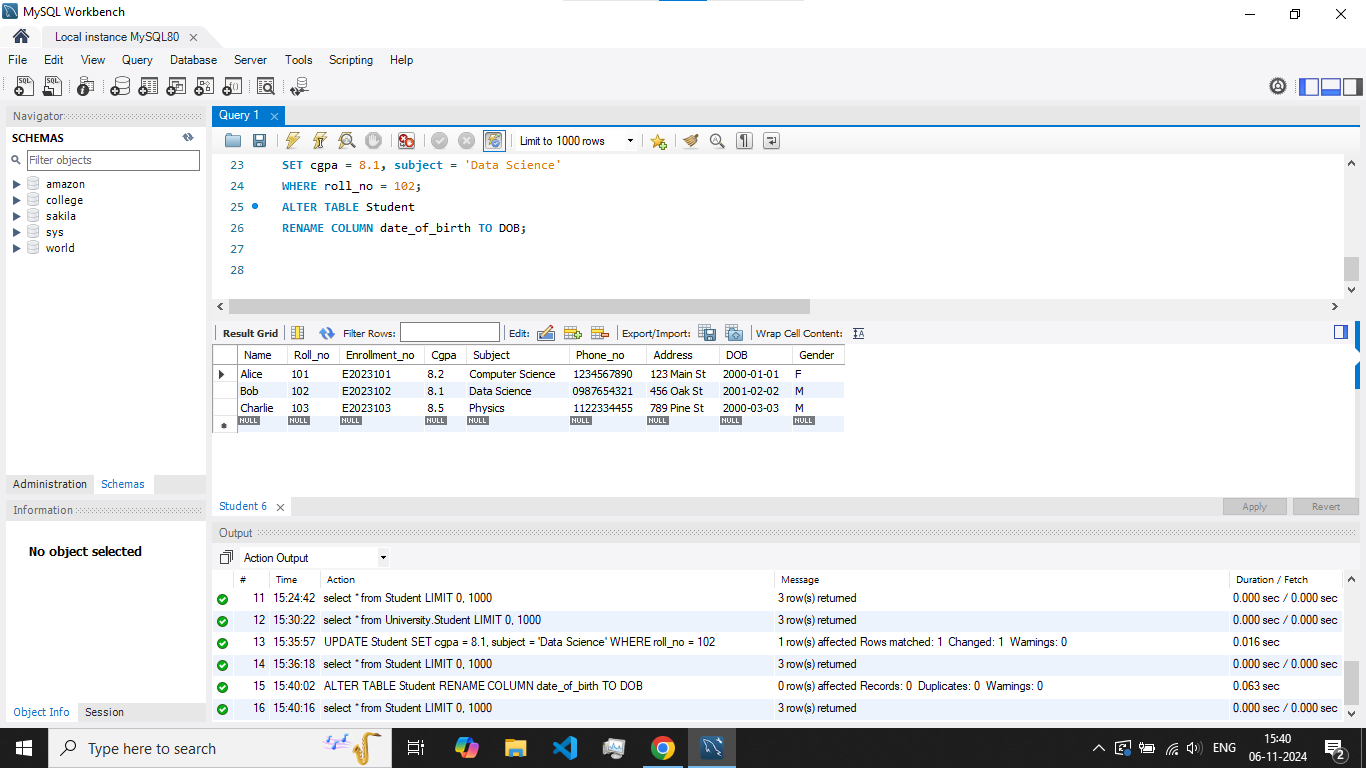 MySQL Workbench
Local instance MySQL80
File Edit View Query Database Server Tools Scripting Help
Navigator
SCHEMAS
Filter objects
amazon
college
sakila
sys
world
Administration Schemas
Information
No object selected
Object Info Session
Query 1
Limit to 1000 rows
23 SET cgpa = 8.1, subject = 'Data Science'
24 WHERE roll_no = 102;
25 ALTER TABLE Student
26 RENAME COLUMN date_of_birth TO DOB;
27
28
Result Grid Filter Rows: Edit: Export/Import: Wrap Cell Content:
Name Roll_no Enrollment_no Cgpa Subject Phone_no Address DOB Gender
Alice 101 E2023101 8.2 Computer Science 1234567890 123 Main St 2000-01-01 F
Bob 102 E2023102 8.1 Data Science 0987654321 456 Oak St 2001-02-02 M
Charlie 103 E2023103 8.5 Physics 1122334455 789 Pine St 2000-03-03 M
NULL NULL NULL NULL NULL NULL NULL NULL NULL
Student 6
Apply Revert
Output
Action Output
# Time Action Message Duration / Fetch
11 15:24:42 select * from Student LIMIT 0, 1000 3 row(s) returned 0.000 sec / 0.000 sec
12 15:30:22 select * from University.Student LIMIT 0, 1000 3 row(s) returned 0.000 sec / 0.000 sec
13 15:35:57 UPDATE Student SET cgpa = 8.1, subject = 'Data Science' WHERE roll_no = 102 1 row(s) affected Rows matched: 1 Changed: 1 Warnings: 0 0.016 sec
14 15:36:18 select * from Student LIMIT 0, 1000 3 row(s) returned 0.000 sec / 0.000 sec
15 15:40:02 ALTER TABLE Student RENAME COLUMN date_of_birth TO DOB 0 row(s) affected Records: 0 Duplicates: 0 Warnings: 0 0.063 sec
16 15:40:16 select * from Student LIMIT 0, 1000 3 row(s) returned 0.000 sec / 0.000 sec
Type here to search
ENG
15:40
06-11-2024
2